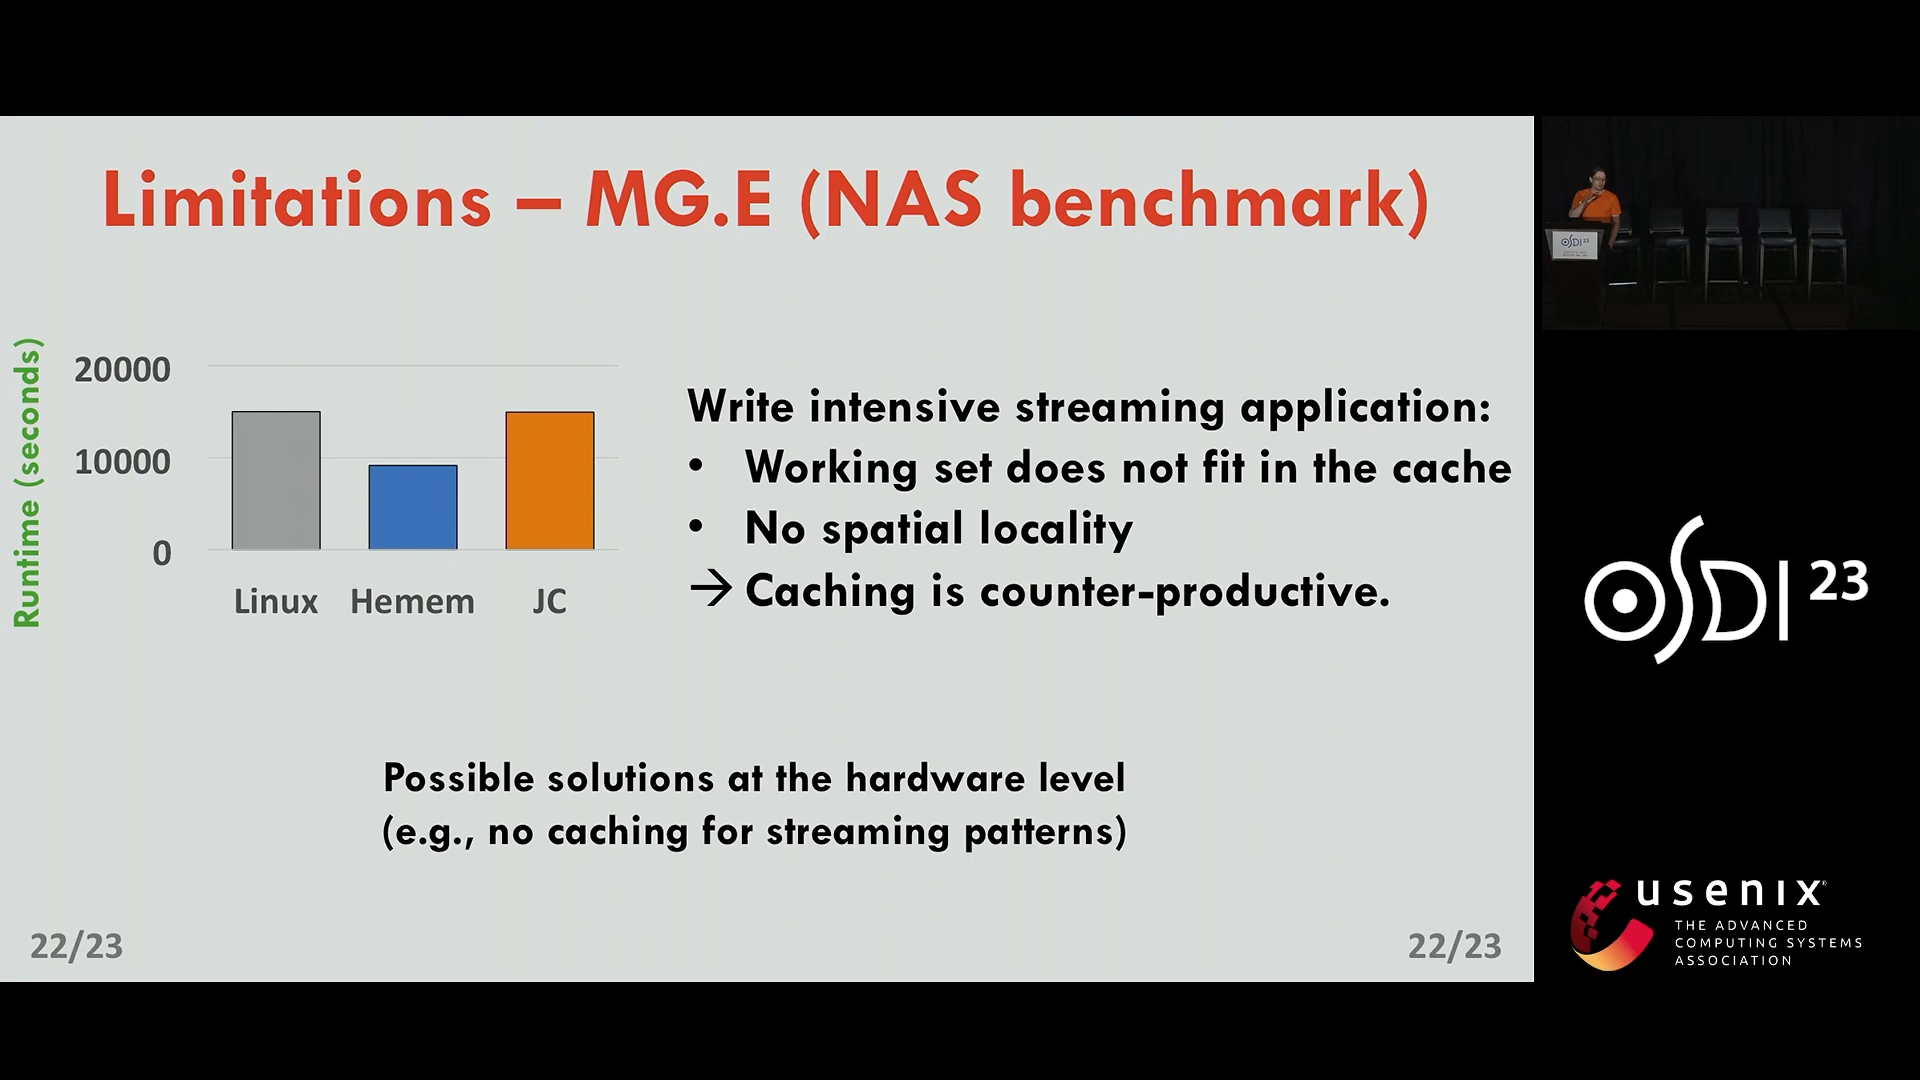 Limitations – MG.E (NAS benchmark)
Runtime (seconds)
20000
10000
0
Linux
Hemem
JC
Write intensive streaming application:
• Working set does not fit in the cache
• No spatial locality
→ Caching is counter-productive.
Possible solutions at the hardware level
(e.g., no caching for streaming patterns)
22/23
22/23
OSDI 23
OSDI 23
usenix
THE ADVANCED
COMPUTING SYSTEMS
ASSOCIATION